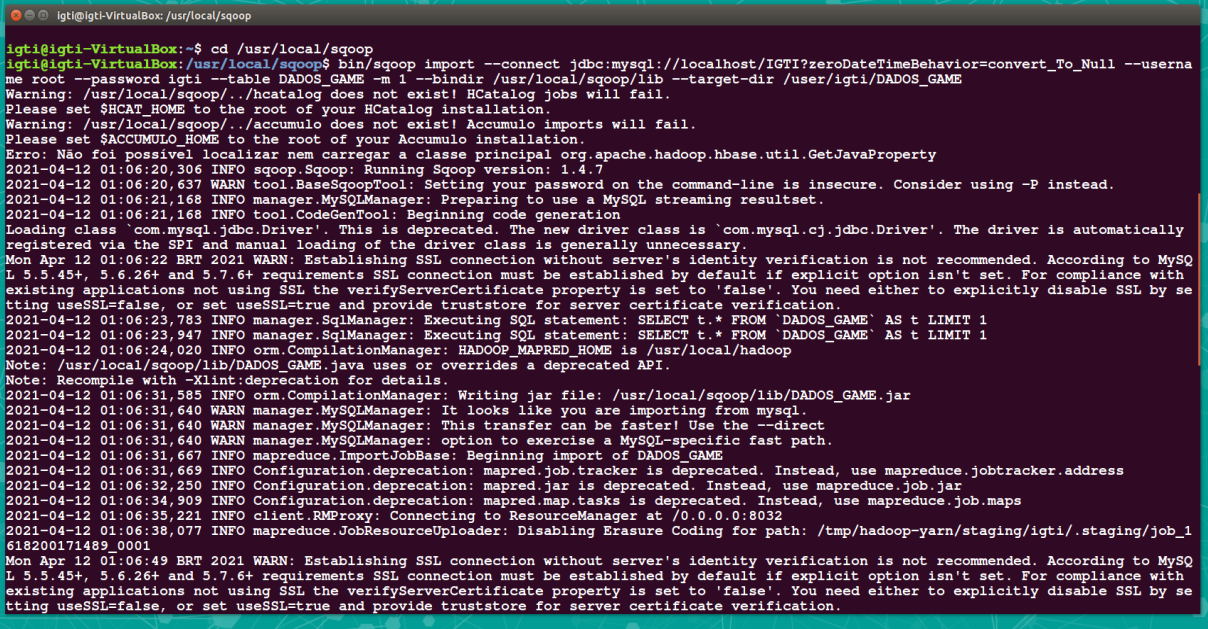 igti@igti-VirtualBox: /usr/local/sqoop
igti@igti-VirtualBox:~$ cd /usr/local/sqoop
igti@igti-VirtualBox:/usr/local/sqoop$ bin/sqoop import --connect jdbc:mysql://localhost/IGTI?zeroDateTimeBehavior=convert_To_Null --userna
me root --password igti --table DADOS_GAME -m 1 --bindir /usr/local/sqoop/lib --target-dir /user/igti/DADOS_GAME
Warning: /usr/local/sqoop/../hcatalog does not exist! HCatalog jobs will fail.
Please set $HCAT_HOME to the root of your HCatalog installation.
Warning: /usr/local/sqoop/../accumulo does not exist! Accumulo imports will fail.
Please set $ACCUMULO_HOME to the root of your Accumulo installation.
Erro: Não foi possível localizar nem carregar a classe principal org.apache.hadoop.hbase.util.GetJavaProperty
2021-04-12 01:06:20,306 INFO sqoop.Sqoop: Running Sqoop version: 1.4.7
2021-04-12 01:06:20,637 WARN tool.BaseSqoopTool: Setting your password on the command-line is insecure. Consider using -P instead.
2021-04-12 01:06:21,168 INFO manager.MySQLManager: Preparing to use a MySQL streaming resultset.
2021-04-12 01:06:21,168 INFO tool.CodeGenTool: Beginning code generation
Loading class `com.mysql.jdbc.Driver'. This is deprecated. The new driver class is `com.mysql.cj.jdbc.Driver'. The driver is automatically
registered via the SPI and manual loading of the driver class is generally unnecessary.
Mon Apr 12 01:06:22 BRT 2021 WARN: Establishing SSL connection without server's identity verification is not recommended. According to MySQ
L 5.5.45+, 5.6.26+ and 5.7.6+ requirements SSL connection must be established by default if explicit option isn't set. For compliance with
existing applications not using SSL the verifyServerCertificate property is set to 'false'. You need either to explicitly disable SSL by se
tting useSSL=false, or set useSSL=true and provide truststore for server certificate verification.
2021-04-12 01:06:23,783 INFO manager.SqlManager: Executing SQL statement: SELECT t.* FROM `DADOS_GAME` AS t LIMIT 1
2021-04-12 01:06:23,947 INFO manager.SqlManager: Executing SQL statement: SELECT t.* FROM `DADOS_GAME` AS t LIMIT 1
2021-04-12 01:06:24,020 INFO orm.CompilationManager: HADOOP_MAPRED_HOME is /usr/local/hadoop
Note: /usr/local/sqoop/lib/DADOS_GAME.java uses or overrides a deprecated API.
Note: Recompile with -Xlint:deprecation for details.
2021-04-12 01:06:31,585 INFO orm.CompilationManager: Writing jar file: /usr/local/sqoop/lib/DADOS_GAME.jar
2021-04-12 01:06:31,640 WARN manager.MySQLManager: It looks like you are importing from mysql.
2021-04-12 01:06:31,640 WARN manager.MySQLManager: This transfer can be faster! Use the --direct
2021-04-12 01:06:31,640 WARN manager.MySQLManager: option to exercise a MySQL-specific fast path.
2021-04-12 01:06:31,667 INFO mapreduce.ImportJobBase: Beginning import of DADOS_GAME
2021-04-12 01:06:31,669 INFO Configuration.deprecation: mapred.job.tracker is deprecated. Instead, use mapreduce.jobtracker.address
2021-04-12 01:06:32,250 INFO Configuration.deprecation: mapred.jar is deprecated. Instead, use mapreduce.job.jar
2021-04-12 01:06:34,909 INFO Configuration.deprecation: mapred.map.tasks is deprecated. Instead, use mapreduce.job.maps
2021-04-12 01:06:35,221 INFO client.RMProxy: Connecting to ResourceManager at /0.0.0.0:8032
2021-04-12 01:06:38,077 INFO mapreduce.JobResourceUploader: Disabling Erasure Coding for path: /tmp/hadoop-yarn/staging/igti/.staging/job_1
618200171489_0001
Mon Apr 12 01:06:49 BRT 2021 WARN: Establishing SSL connection without server's identity verification is not recommended. According to MySQ
L 5.5.45+, 5.6.26+ and 5.7.6+ requirements SSL connection must be established by default if explicit option isn't set. For compliance with
existing applications not using SSL the verifyServerCertificate property is set to 'false'. You need either to explicitly disable SSL by se
tting useSSL=false, or set useSSL=true and provide truststore for server certificate verification.